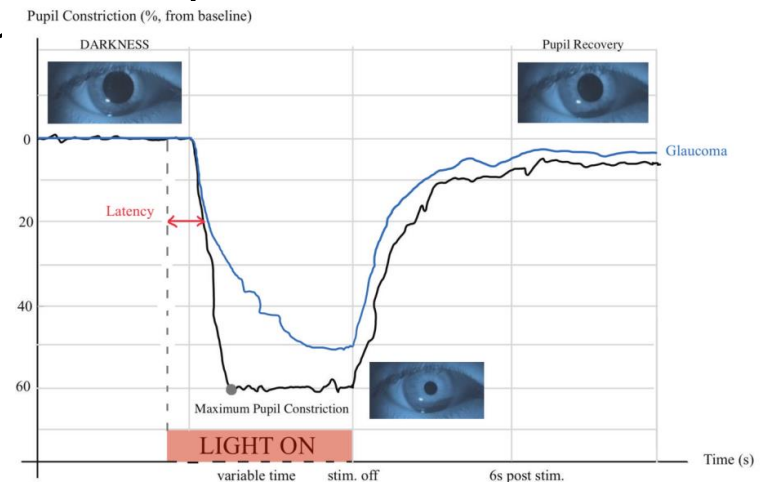 Pupil Constriction (%, from baseline)
DARKNESS
Pupil Recovery
0
Glaucoma
Latency
20
40
60
Maximum Pupil Constriction
LIGHT ON
Time (s)
variable time
stim. off
6s post stim.